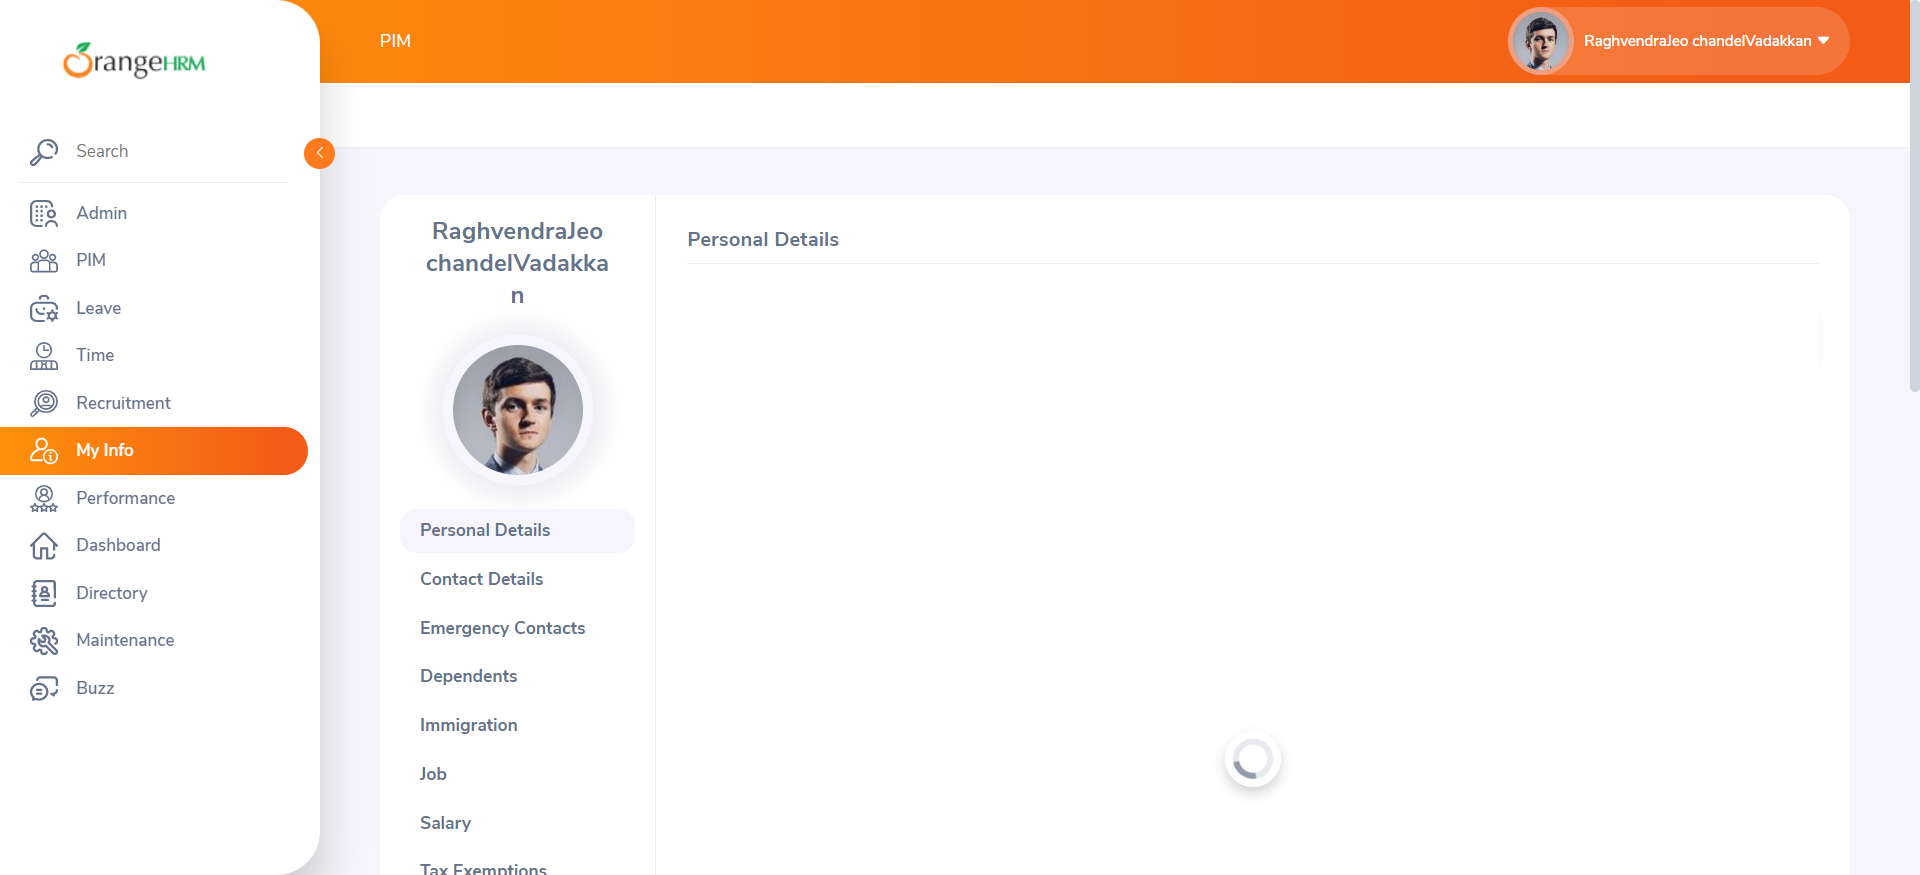 OrangeHRM
PIM
RaghvendraJeo chandelVadakkan
Search
Admin
PIM
Leave
Time
Recruitment
My Info
Performance
Dashboard
Directory
Maintenance
Buzz
RaghvendraJeo
chandelVadakka
n
Personal Details
Contact Details
Emergency Contacts
Dependents
Immigration
Job
Salary
Tax Exemptions
Personal Details